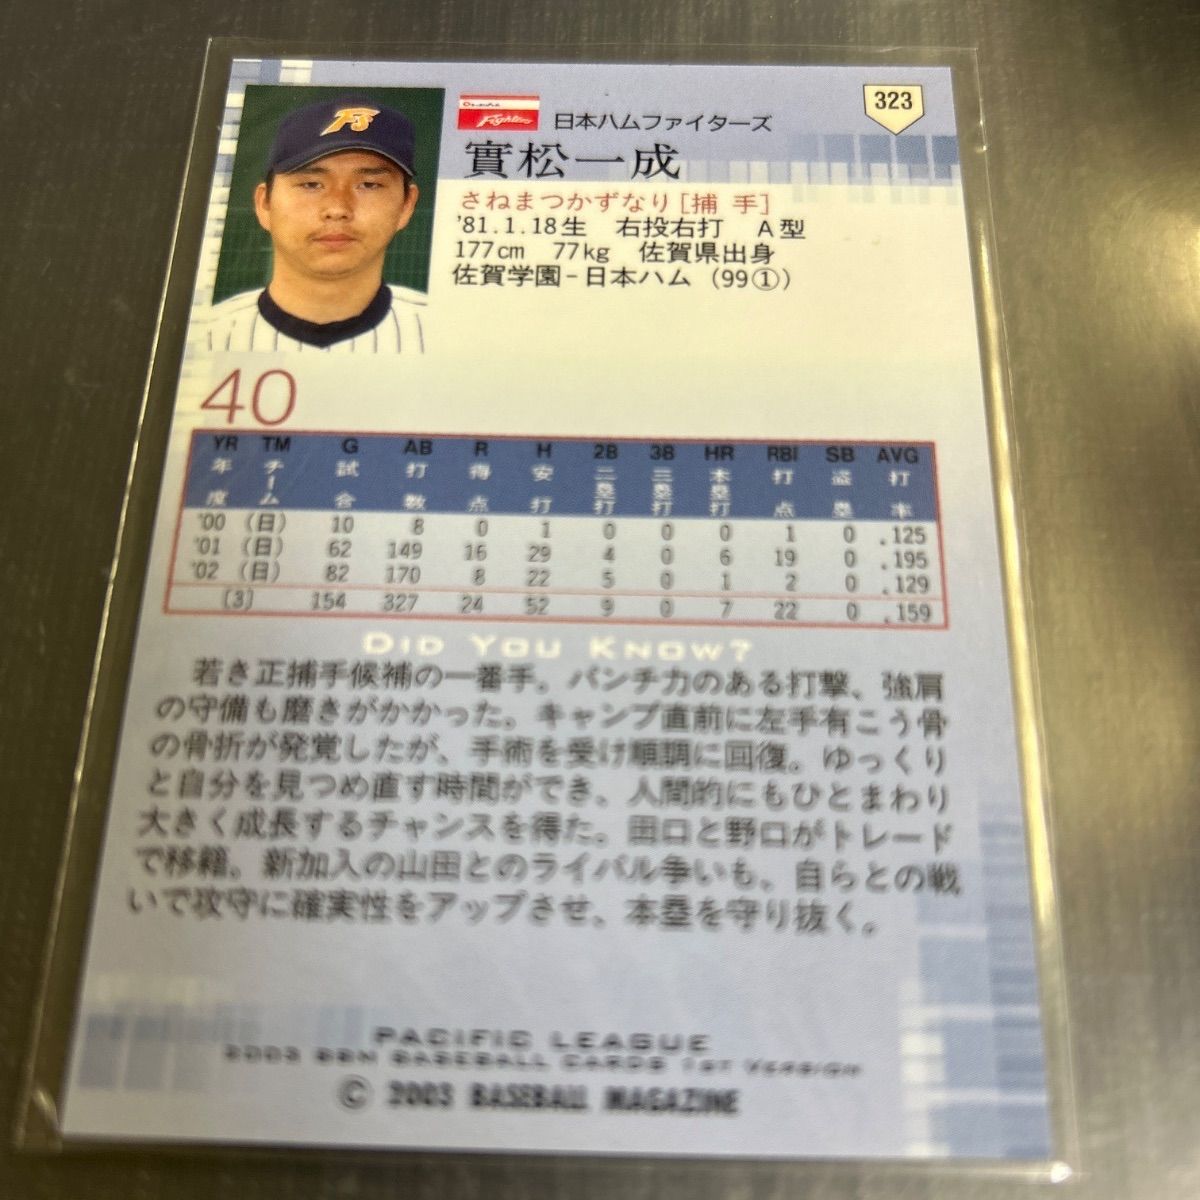 323
Fighters
日本ハムファイターズ
FS
實松一成
さねまつかずなり[捕 手]
'81.1.18生 右投右打 A型
177cm 77kg 佐賀県出身
佐賀学園-日本ハム (99①)
40
YR TM G AB R H 2B 3B HR RBI SB AVG
年度 チーム 試合 打数 得点 安打 二塁打 三塁打 本塁打 打点 盗塁 打率
'00 (日) 10 8 0 1 0 0 0 1 0 .125
'01 (日) 62 149 16 29 4 0 6 19 0 .195
'02 (日) 82 170 8 22 5 0 1 2 0 .129
(3) 154 327 24 52 9 0 7 22 0 .159
DID YOU KNOW?
若き正捕手候補の一番手。パンチ力のある打撃、強肩
の守備も磨きがかかった。キャンプ直前に左手有こう骨
の骨折が発覚したが、手術を受け順調に回復。ゆっくり
と自分を見つめ直す時間ができ、人間的にもひとまわり
大きく成長するチャンスを得た。田口と野口がトレード
で移籍。新加入の山田とのライバル争いも、自らとの戦
いで攻守に確実性をアップさせ、本塁を守り抜く。
PACIFIC LEAGUE
2003 BBM BASEBALL CARDS 1ST VERSION
© 2003 BASEBALL MAGAZINE